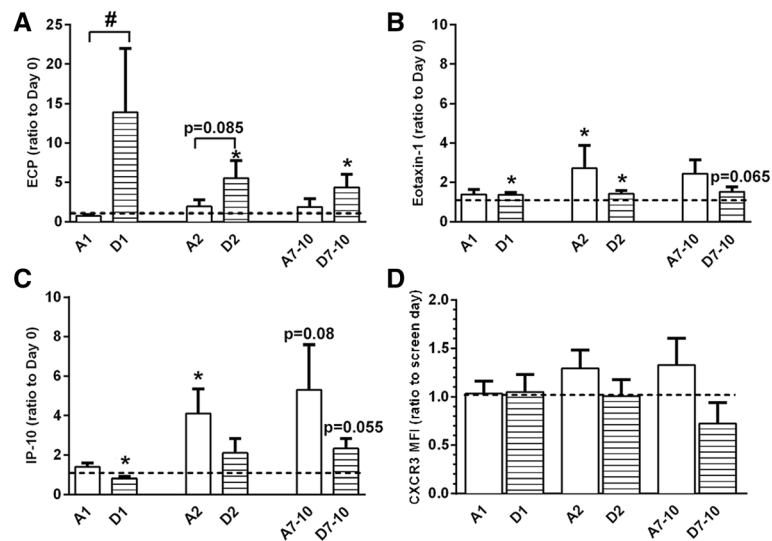 A
ECP (ratio to Day 0)
25
20
15
10
5
0
#
p=0.085
*
*
A1
D1
A2
D2
A7-10
D7-10
B
Eotaxin-1 (ratio to Day 0)
10
8
6
4
2
0
*
*
*
p=0.065
A1
D1
A2
D2
A7-10
D7-10
C
IP-10 (ratio to Day 0)
10
8
6
4
2
0
*
*
p=0.08
p=0.055
A1
D1
A2
D2
A7-10
D7-10
D
CXCR3 MFI (ratio to screen day)
2.0
1.5
1.0
0.5
0.0
A1
D1
A2
D2
A7-10
D7-10